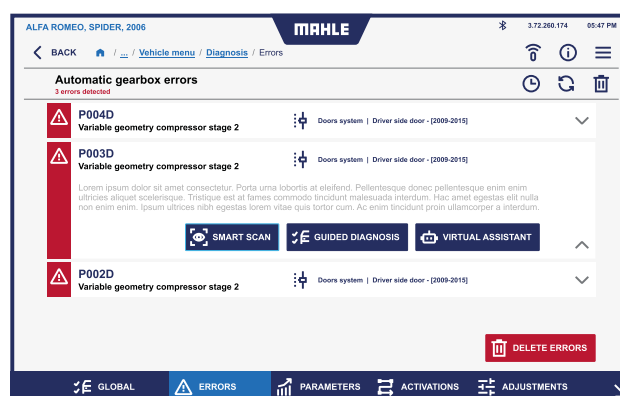 ALFA ROMEO, SPIDER, 2006
MAHLE
3.72.260.174
05:47 PM
BACK / ... / Vehicle menu / Diagnosis / Errors
Automatic gearbox errors
3 errors detected
P004D
Variable geometry compressor stage 2
Doors system | Driver side door - [2009-2015]
P003D
Variable geometry compressor stage 2
Doors system | Driver side door - [2009-2015]
Lorem ipsum dolor sit amet consectetur. Porta urna lobortis at eleifend. Pellentesque donec pellentesque enim enim
ultricies aliquet scelerisque. Tristique est at fames commodo tincidunt malesuada interdum. Hac amet egestas elit nulla
non enim enim. Ipsum ultrices nibh egestas lorem vitae quis tortor cum. Ac enim tincidunt proin ullamcorper a interdum.
SMART SCAN
GUIDED DIAGNOSIS
VIRTUAL ASSISTANT
P002D
Variable geometry compressor stage 2
Doors system | Driver side door - [2009-2015]
DELETE ERRORS
GLOBAL
ERRORS
PARAMETERS
ACTIVATIONS
ADJUSTMENTS